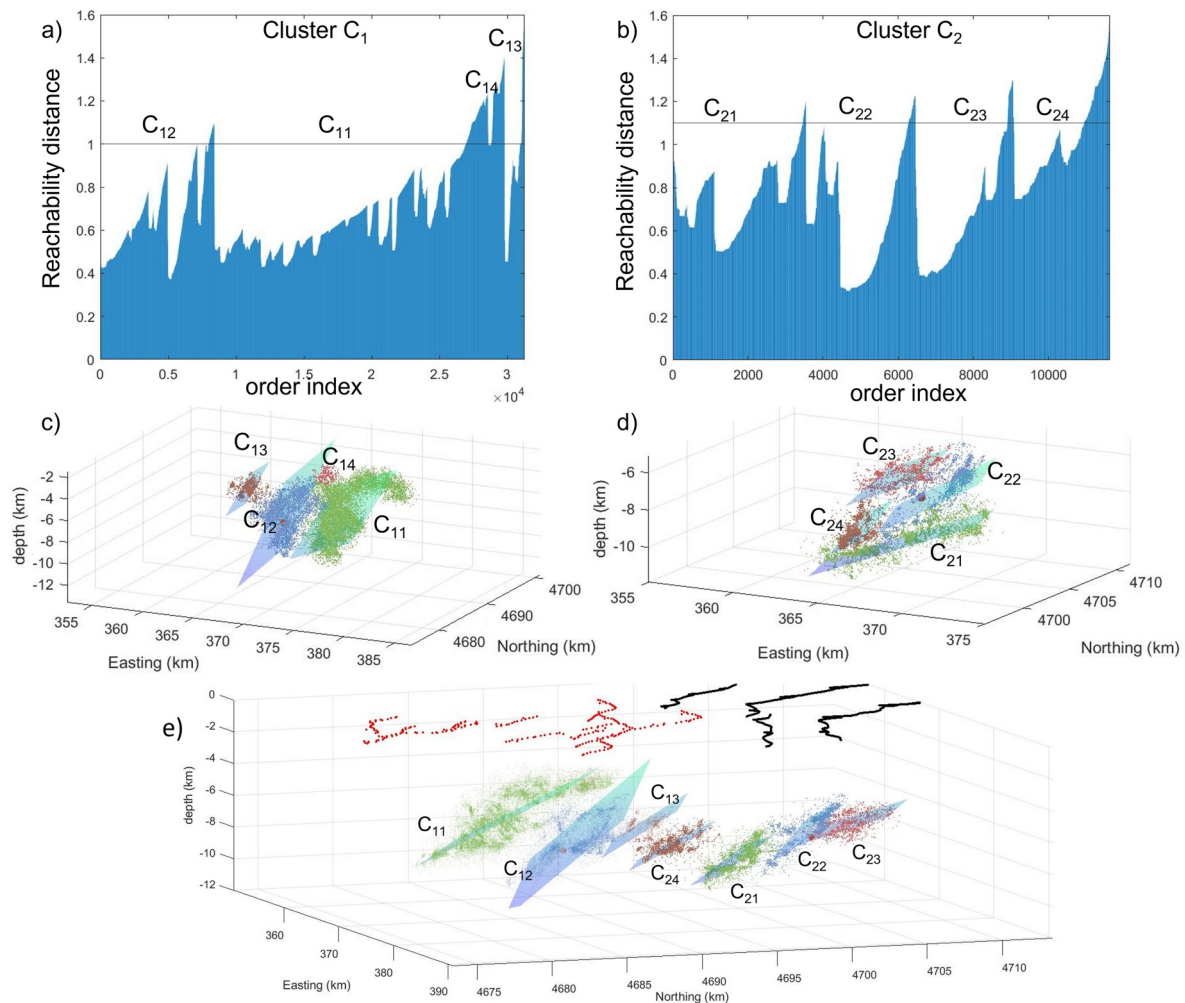 a)
Cluster C1
C12
C11
C14
C13
Reachability distance
1.6
1.4
1.2
1
0.8
0.6
0.4
0.2
0
0 0.5 1 1.5 2 2.5 3
order index
×10^4
b)
Cluster C2
C21
C22
C23
C24
Reachability distance
1.6
1.4
1.2
1
0.8
0.6
0.4
0.2
0
0 2000 4000 6000 8000 10000
order index
c)
C13
C14
C12
C11
depth (km)
-2
-4
-6
-8
-10
-12
355 360 365 370 375 380 385
Easting (km)
4680 4690 4700
Northing (km)
d)
C23
C22
C24
C21
depth (km)
-6
-8
-10
355 360 365 370 375
Easting (km)
4700 4705 4710
Northing (km)
e)
C11
C12
C13
C24
C21
C22
C23
depth (km)
0
-2
-4
-6
-8
-10
-12
360 370 380 390
Easting (km)
4675 4680 4685 4690 4695 4700 4705 4710
Northing (km)